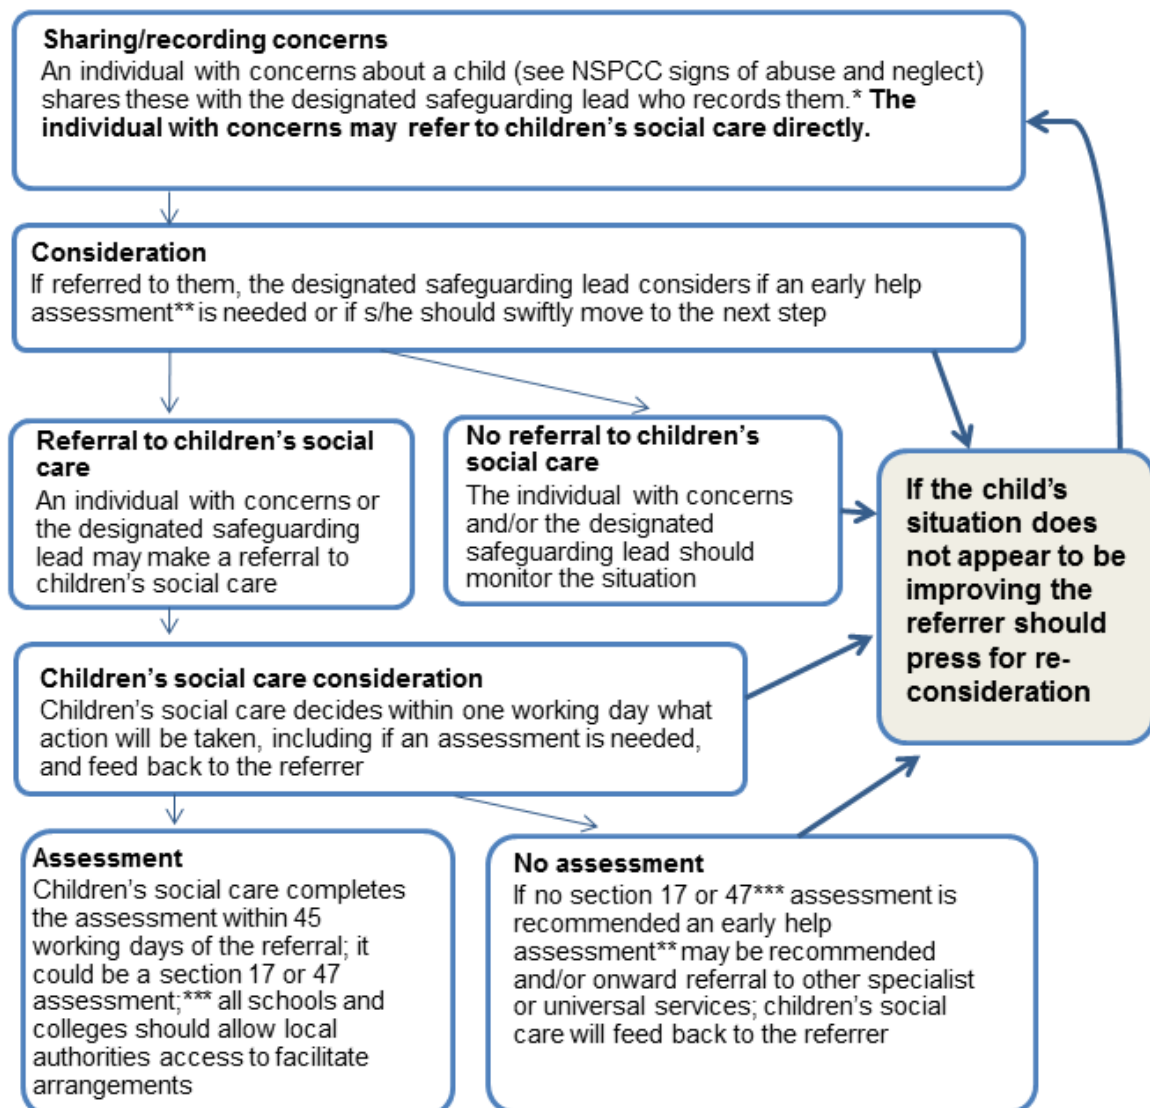 Sharing/recording concerns
An individual with concerns about a child (see NSPCC signs of abuse and neglect)
shares these with the designated safeguarding lead who records them.* The
individual with concerns may refer to children's social care directly.
Consideration
If referred to them, the designated safeguarding lead considers if an early help
assessment** is needed or if s/he should swiftly move to the next step
Referral to children's social
care
An individual with concerns or
the designated safeguarding
lead may make a referral to
children's social care
No referral to children's
social care
The individual with concerns
and/or the designated
safeguarding lead should
monitor the situation
If the child's
situation does
not appear to be
improving the
referrer should
press for re-
consideration
Children's social care consideration
Children's social care decides within one working day what
action will be taken, including if an assessment is needed,
and feed back to the referrer
Assessment
Children's social care completes
the assessment within 45
working days of the referral; it
could be a section 17 or 47
assessment;*** all schools and
colleges should allow local
authorities access to facilitate
arrangements
No assessment
If no section 17 or 47*** assessment is
recommended an early help
assessment** may be recommended
and/or onward referral to other specialist
or universal services; children's social
care will feed back to the referrer